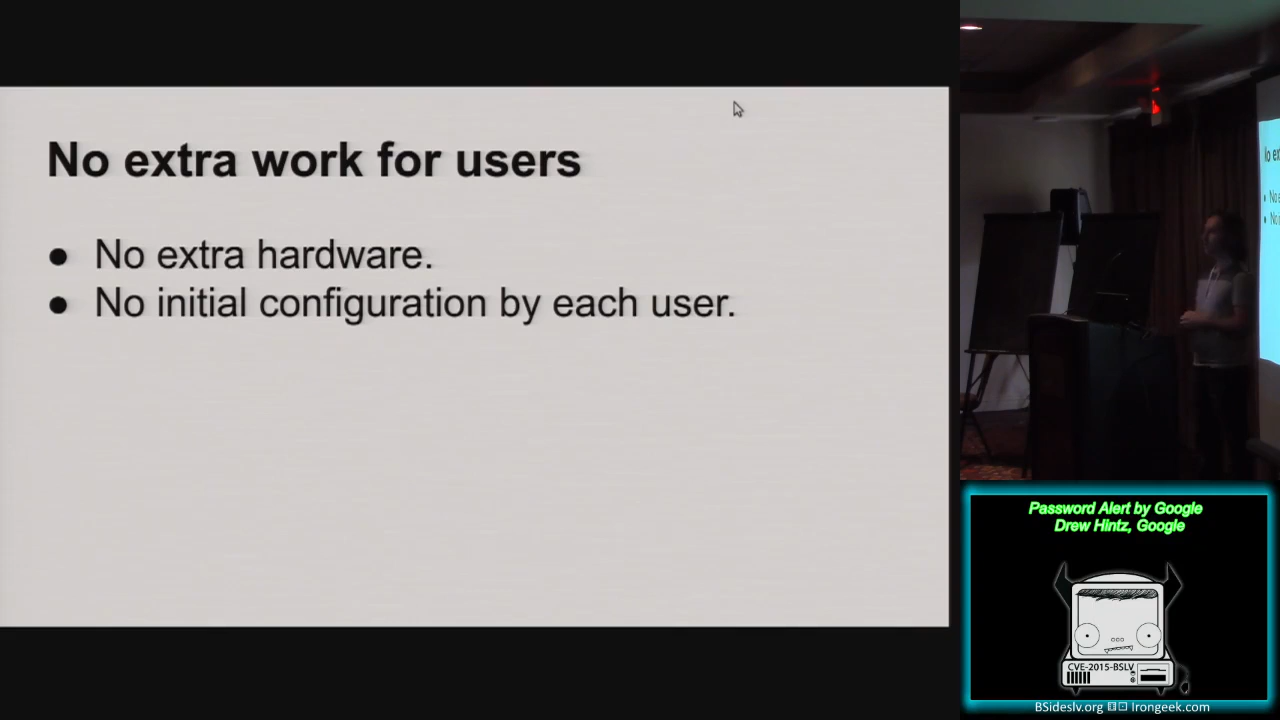 No extra work for users
● No extra hardware.
● No initial configuration by each user.
Password Alert by Google
Drew Hintz, Google
CVE-2015-BSLV
BSideslv.org Irongeek.com